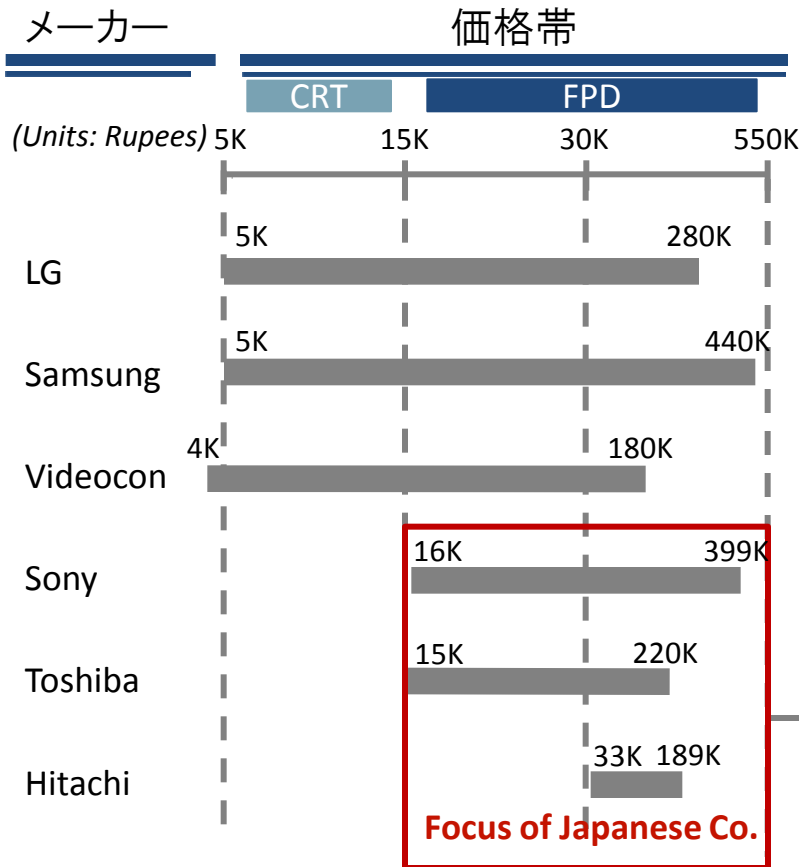 メーカー 価格帯
CRT FPD
(Units: Rupees) 5K 15K 30K 550K
5K 280K
LG
5K 440K
Samsung
4K 180K
Videocon
16K 399K
Sony
15K 220K
Toshiba
33K 189K
Hitachi
Focus of Japanese Co.